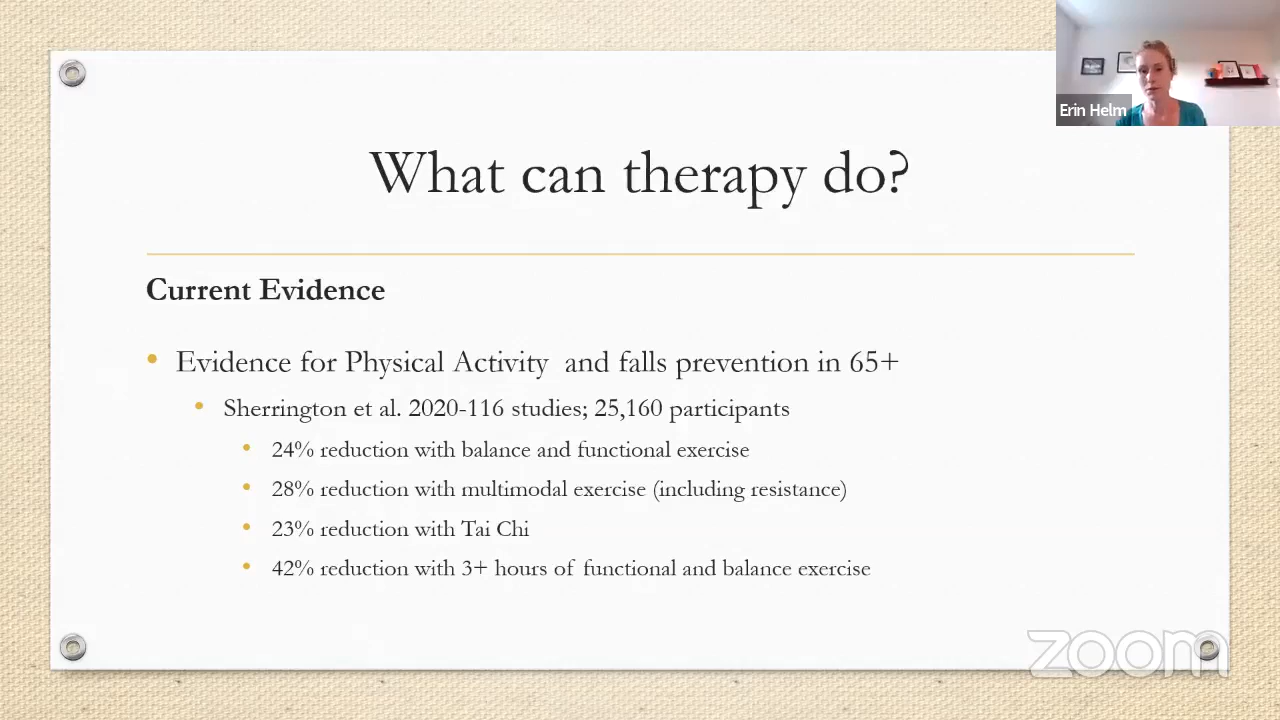 Erin Helm
What can therapy do?
Current Evidence
Evidence for Physical Activity and falls prevention in 65+
Sherrington et al. 2020-116 studies; 25,160 participants
24% reduction with balance and functional exercise
28% reduction with multimodal exercise (including resistance)
23% reduction with Tai Chi
42% reduction with 3+ hours of functional and balance exercise
zoom